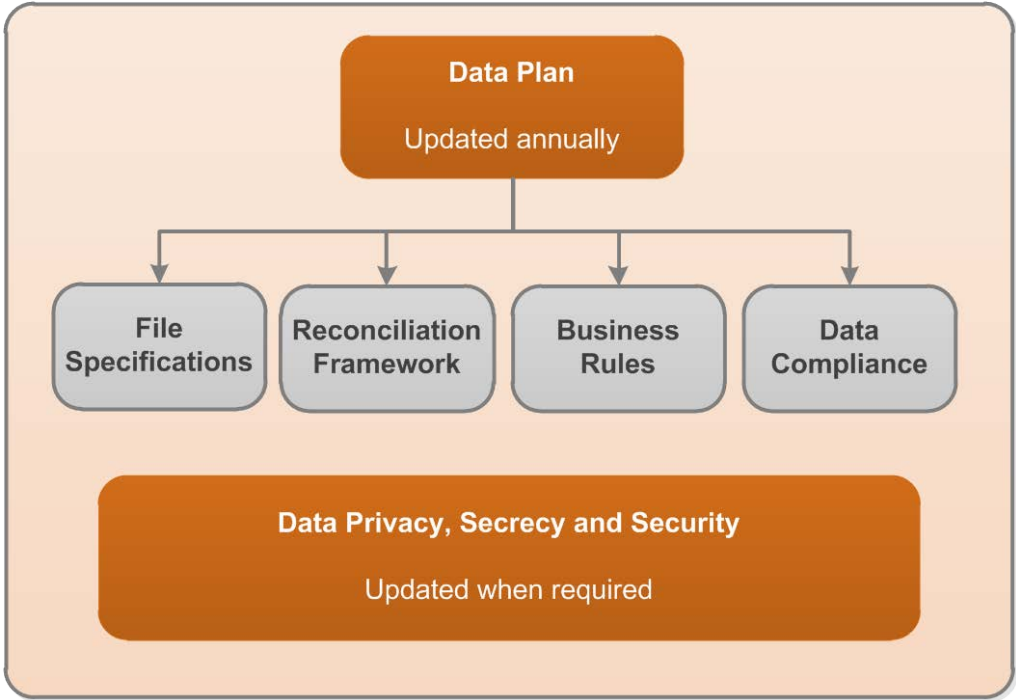 Data Plan
Updated annually
File
Specifications
Reconciliation
Framework
Business
Rules
Data
Compliance
Data Privacy, Secrecy and Security
Updated when required